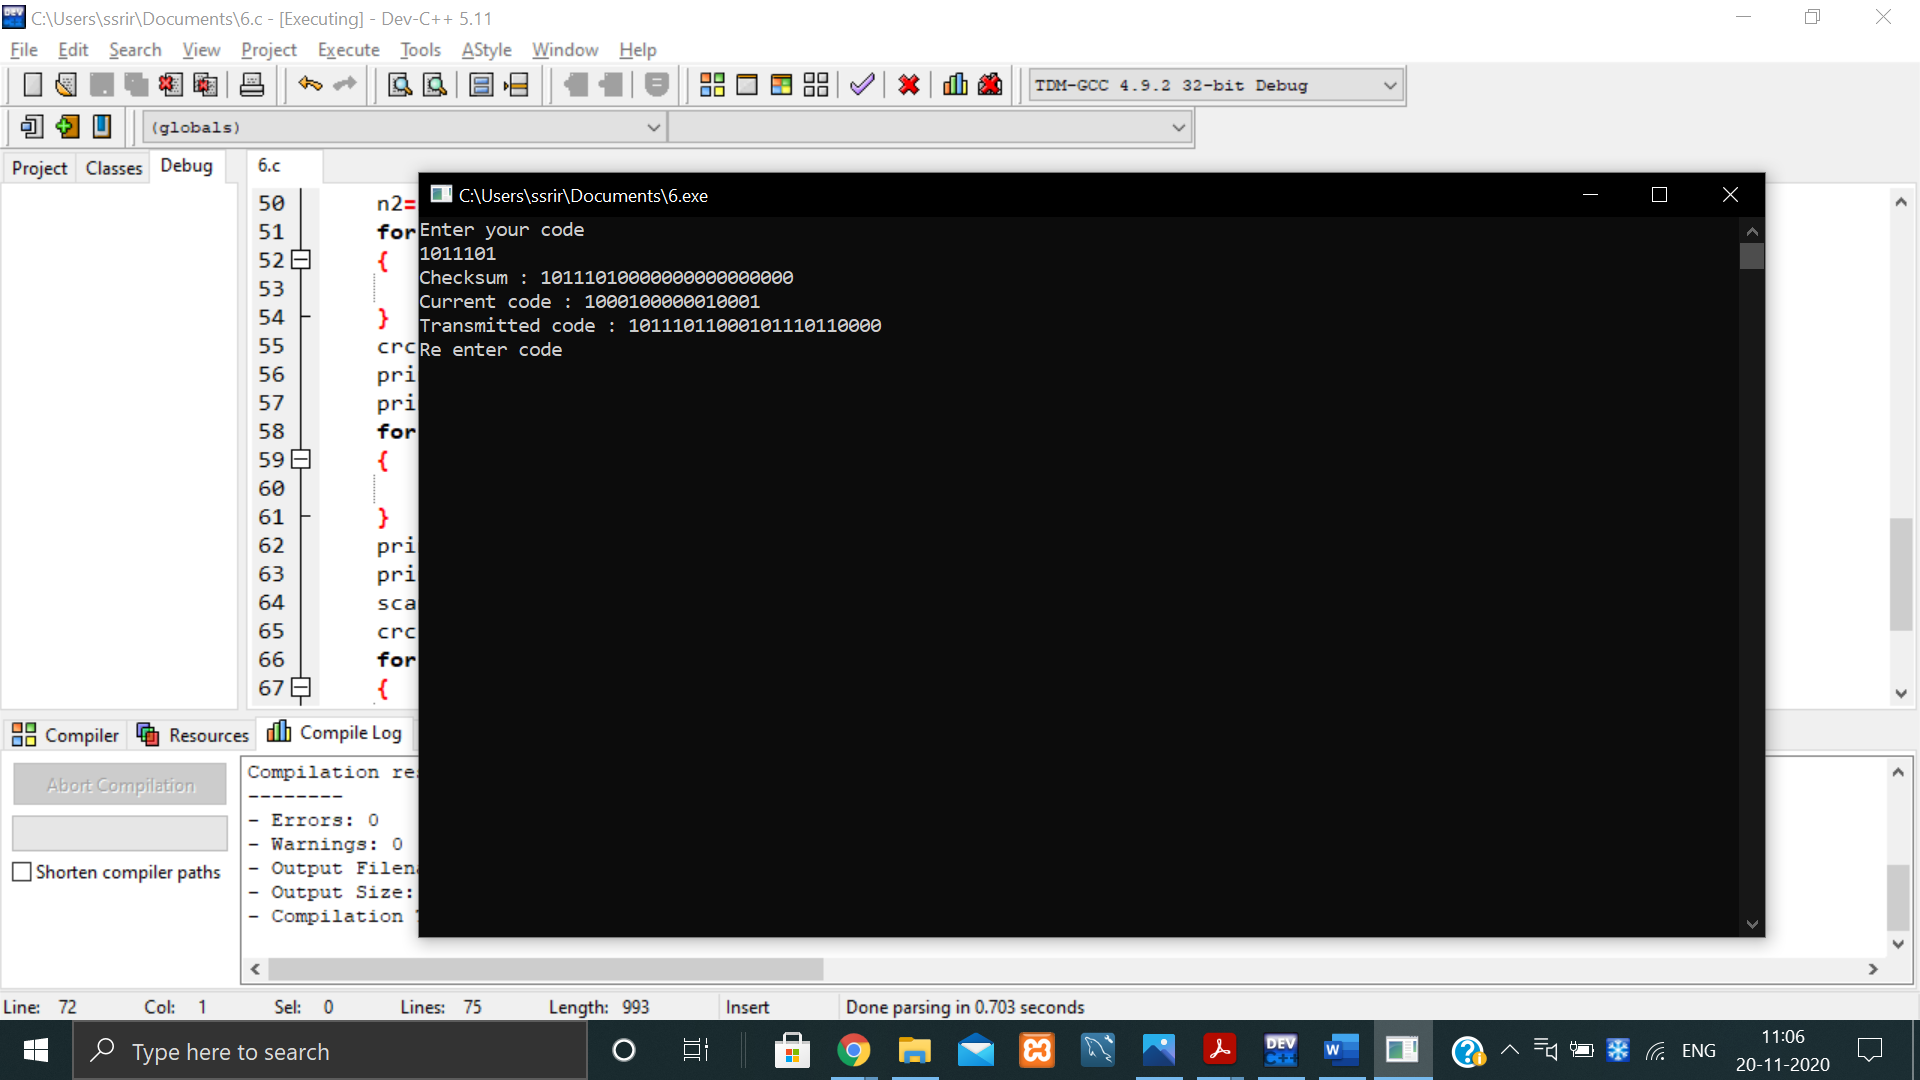 C:\Users\ssrir\Documents\6.c - [Executing] - Dev-C++ 5.11
File Edit Search View Project Execute Tools AStyle Window Help
TDM-GCC 4.9.2 32-bit Debug
(globals)
Project Classes Debug
6.c
50 n2=
51 for
52 {
53
54 }
55 crc
56 pri
57 pri
58 for
59 {
60
61 }
62 pri
63 pri
64 sca
65 crc
66 for
67 {
C:\Users\ssrir\Documents\6.exe
Enter your code
1011101
Checksum : 10111010000000000000000
Current code : 1000100000010001
Transmitted code : 10111011000101110110000
Re enter code
Compiler Resources Compile Log
Abort Compilation
Shorten compiler paths
Compilation re
--------
- Errors: 0
- Warnings: 0
- Output Filen
- Output Size:
- Compilation
Line: 72 Col: 1 Sel: 0 Lines: 75 Length: 993 Insert Done parsing in 0.703 seconds
Type here to search
DEV C++
W
ENG
11:06
20-11-2020